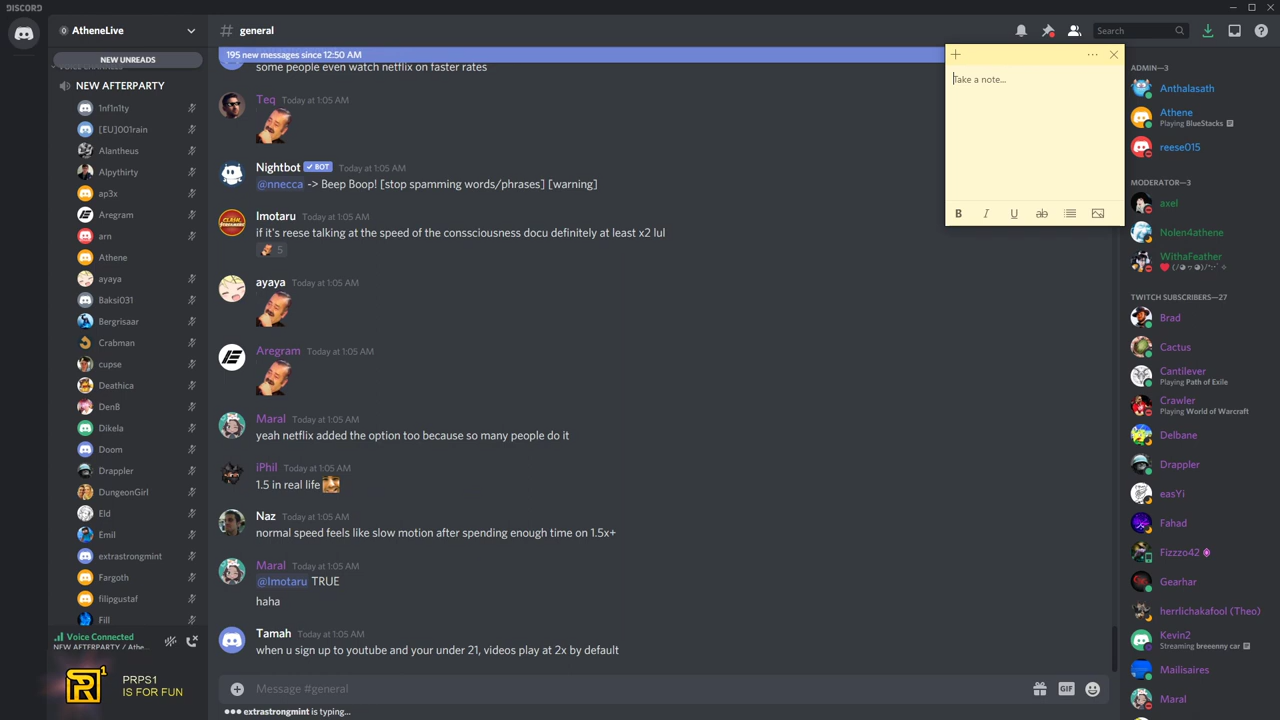 DISCORD
AtheneLive
NEW UNREADS
NEW AFTERPARTY
1nf1n1ty
[EU]001rain
Alantheus
Alpythirty
ap3x
Aregram
arn
Athene
ayaya
Baksi031
Bergrisaar
Crabman
cupse
Deathica
DenB
Dikela
Doom
Drappler
DungeonGirl
Eld
Emil
extrastrongmint
Fargoth
filipgustaf
Fill
Voice Connected
NEW AFTERPARTY / Athe...
PRPS1
IS FOR FUN
# general
Search
195 new messages since 12:50 AM
some people even watch netflix on faster rates
Teq Today at 1:05 AM
Nightbot ✓ BOT Today at 1:05 AM
@nnecca -> Beep Boop! [stop spamming words/phrases] [warning]
Imotaru Today at 1:05 AM
if it's reese talking at the speed of the conssciousness docu definitely at least x2 lul
5
ayaya Today at 1:05 AM
Aregram Today at 1:05 AM
Maral Today at 1:05 AM
yeah netflix added the option too because so many people do it
iPhil Today at 1:05 AM
1.5 in real life
Naz Today at 1:05 AM
normal speed feels like slow motion after spending enough time on 1.5x+
Maral Today at 1:05 AM
@Imotaru TRUE
haha
Tamah Today at 1:05 AM
when u sign up to youtube and your under 21, videos play at 2x by default
Message #general
GIF
extrastrongmint is typing...
Take a note...
B I U ab
ADMIN—3
Anthalasath
Athene
Playing BlueStacks
reese015
MODERATOR—3
axel
Nolen4athene
WithaFeather
TWITCH SUBSCRIBERS—27
Brad
Cactus
Cantilever
Playing Path of Exile
Crawler
Playing World of Warcraft
Delbane
Drappler
easYi
Fahad
Fizzzo42
Gearhar
herrlichakafool (Theo)
Kevin2
Streaming breeenny car
Mailisaires
Maral